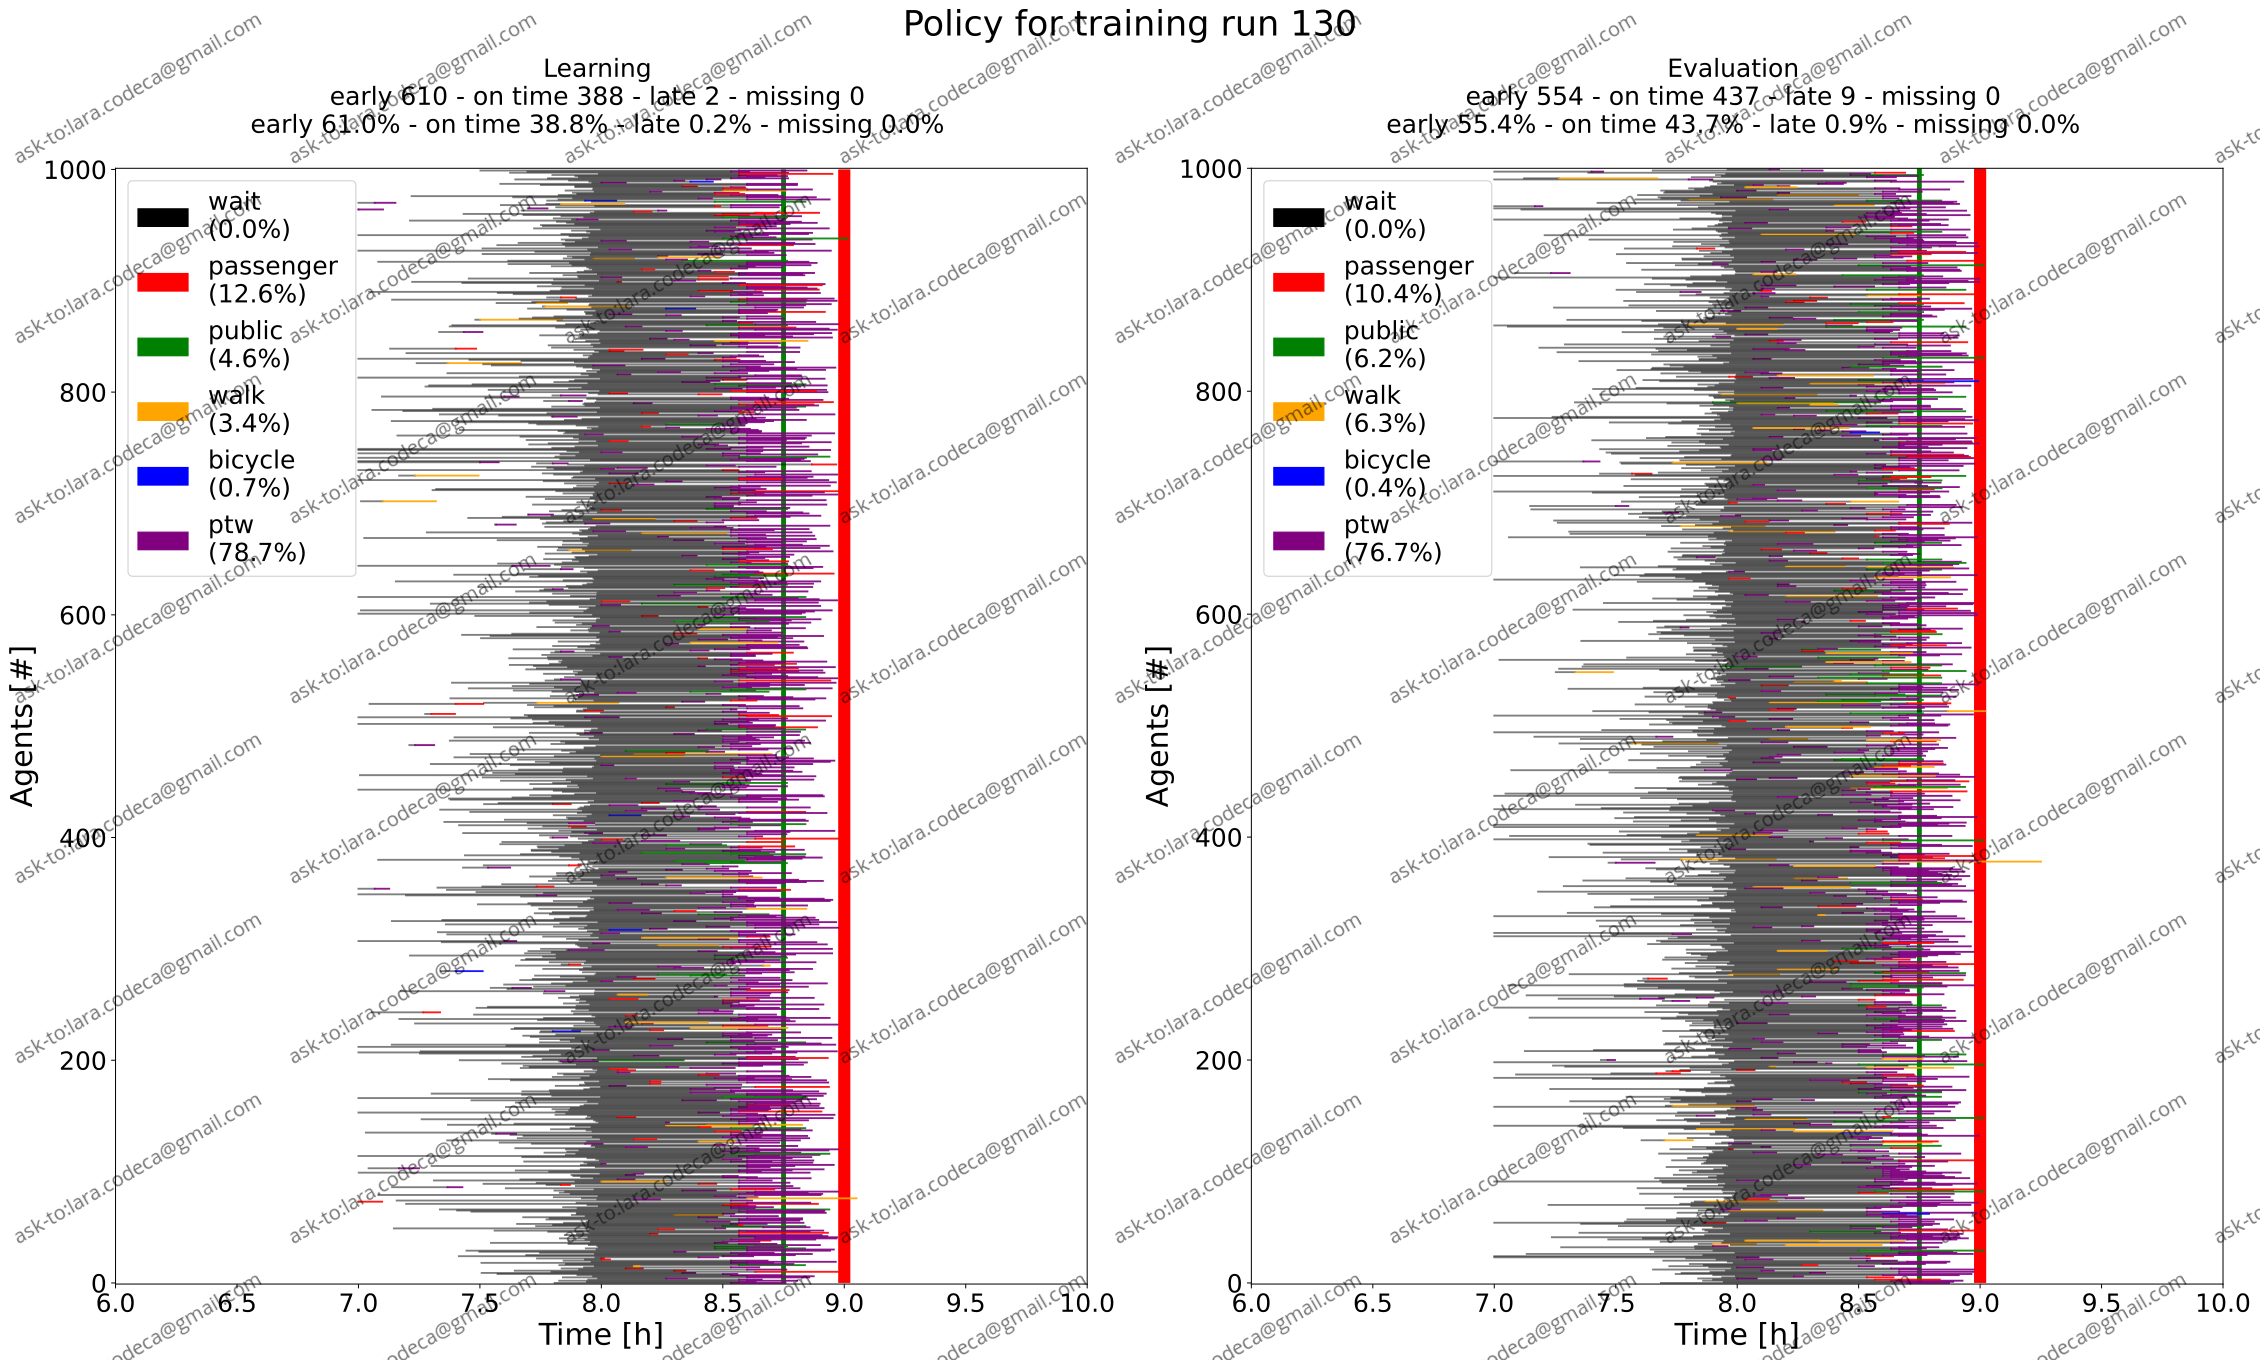 Policy for training run 130
Learning
early 610 - on time 388 - late 2 - missing 0
early 61.0% - on time 38.8% - late 0.2% - missing 0.0%
1000
800
600
400
200
0
Agents [#]
wait
(0.0%)
passenger
(12.6%)
public
(4.6%)
walk
(3.4%)
bicycle
(0.7%)
ptw
(78.7%)
6.0 6.5 7.0 7.5 8.0 8.5 9.0 9.5 10.0
Time [h]
Evaluation
early 554 - on time 437 - late 9 - missing 0
early 55.4% - on time 43.7% - late 0.9% - missing 0.0%
1000
800
600
400
200
0
Agents [#]
wait
(0.0%)
passenger
(10.4%)
public
(6.2%)
walk
(6.3%)
bicycle
(0.4%)
ptw
(76.7%)
6.0 6.5 7.0 7.5 8.0 8.5 9.0 9.5 10.0
Time [h]
ask-to:lara.codeca@gmail.com